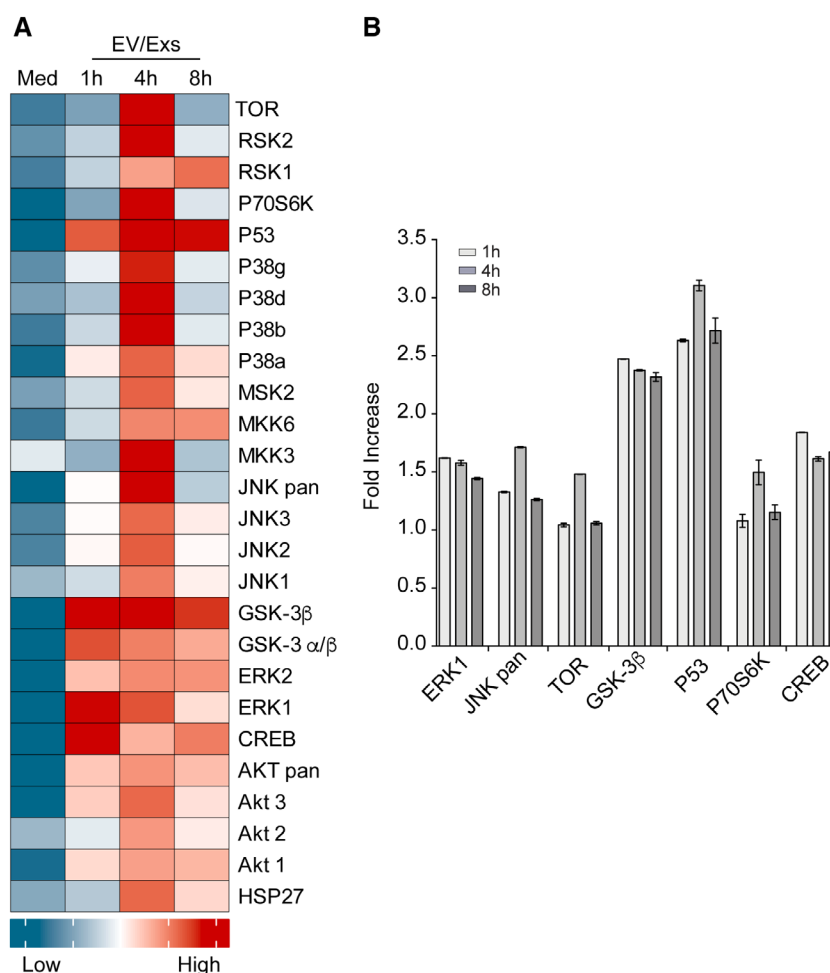 A
EV/Exs
Med 1h 4h 8h
TOR
RSK2
RSK1
P70S6K
P53
P38g
P38d
P38b
P38a
MSK2
MKK6
MKK3
JNK pan
JNK3
JNK2
JNK1
GSK-3β
GSK-3 α/β
ERK2
ERK1
CREB
AKT pan
Akt 3
Akt 2
Akt 1
HSP27
Low High
B
Fold Increase
3.5
3.0
2.5
2.0
1.5
1.0
0.5
0.0
1h
4h
8h
ERK1 JNK pan TOR GSK-3β P53 P70S6K CREB